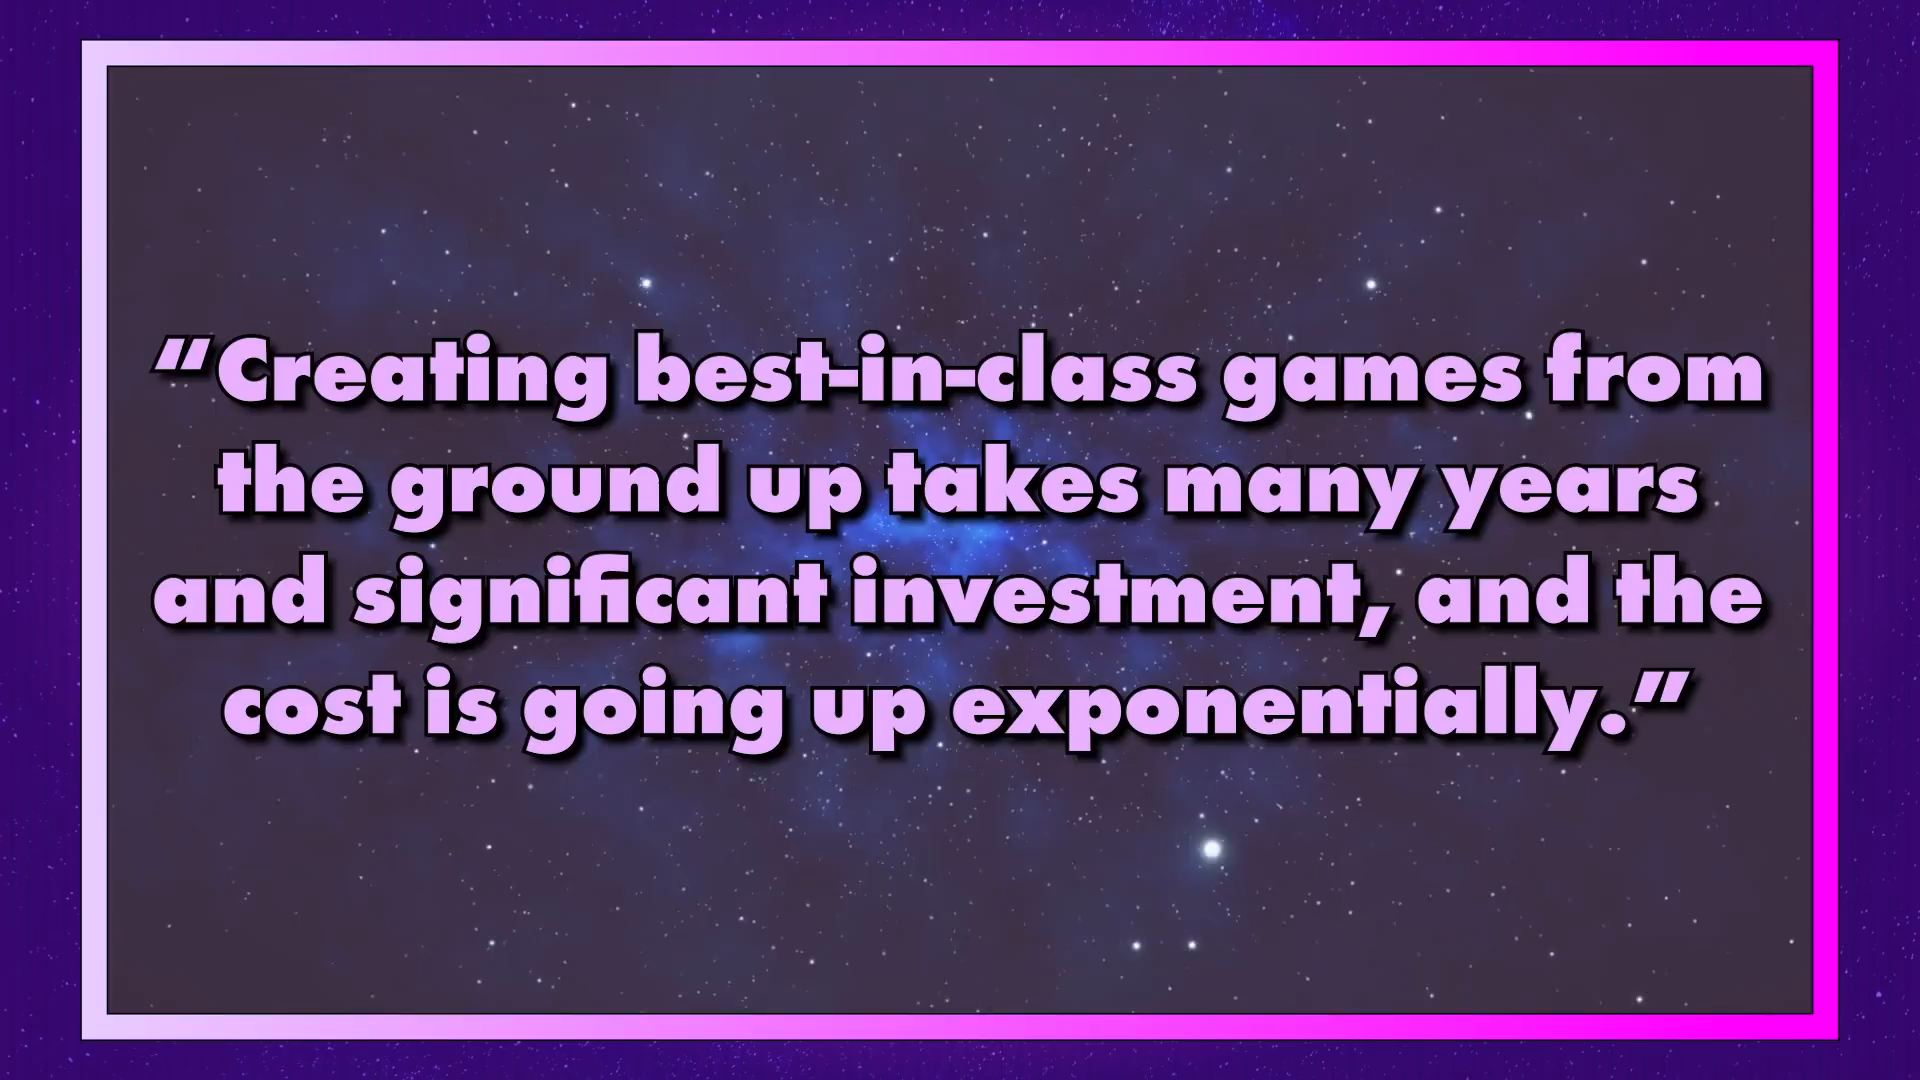 “Creating best-in-class games from
the ground up takes many years
and significant investment, and the
cost is going up exponentially.”